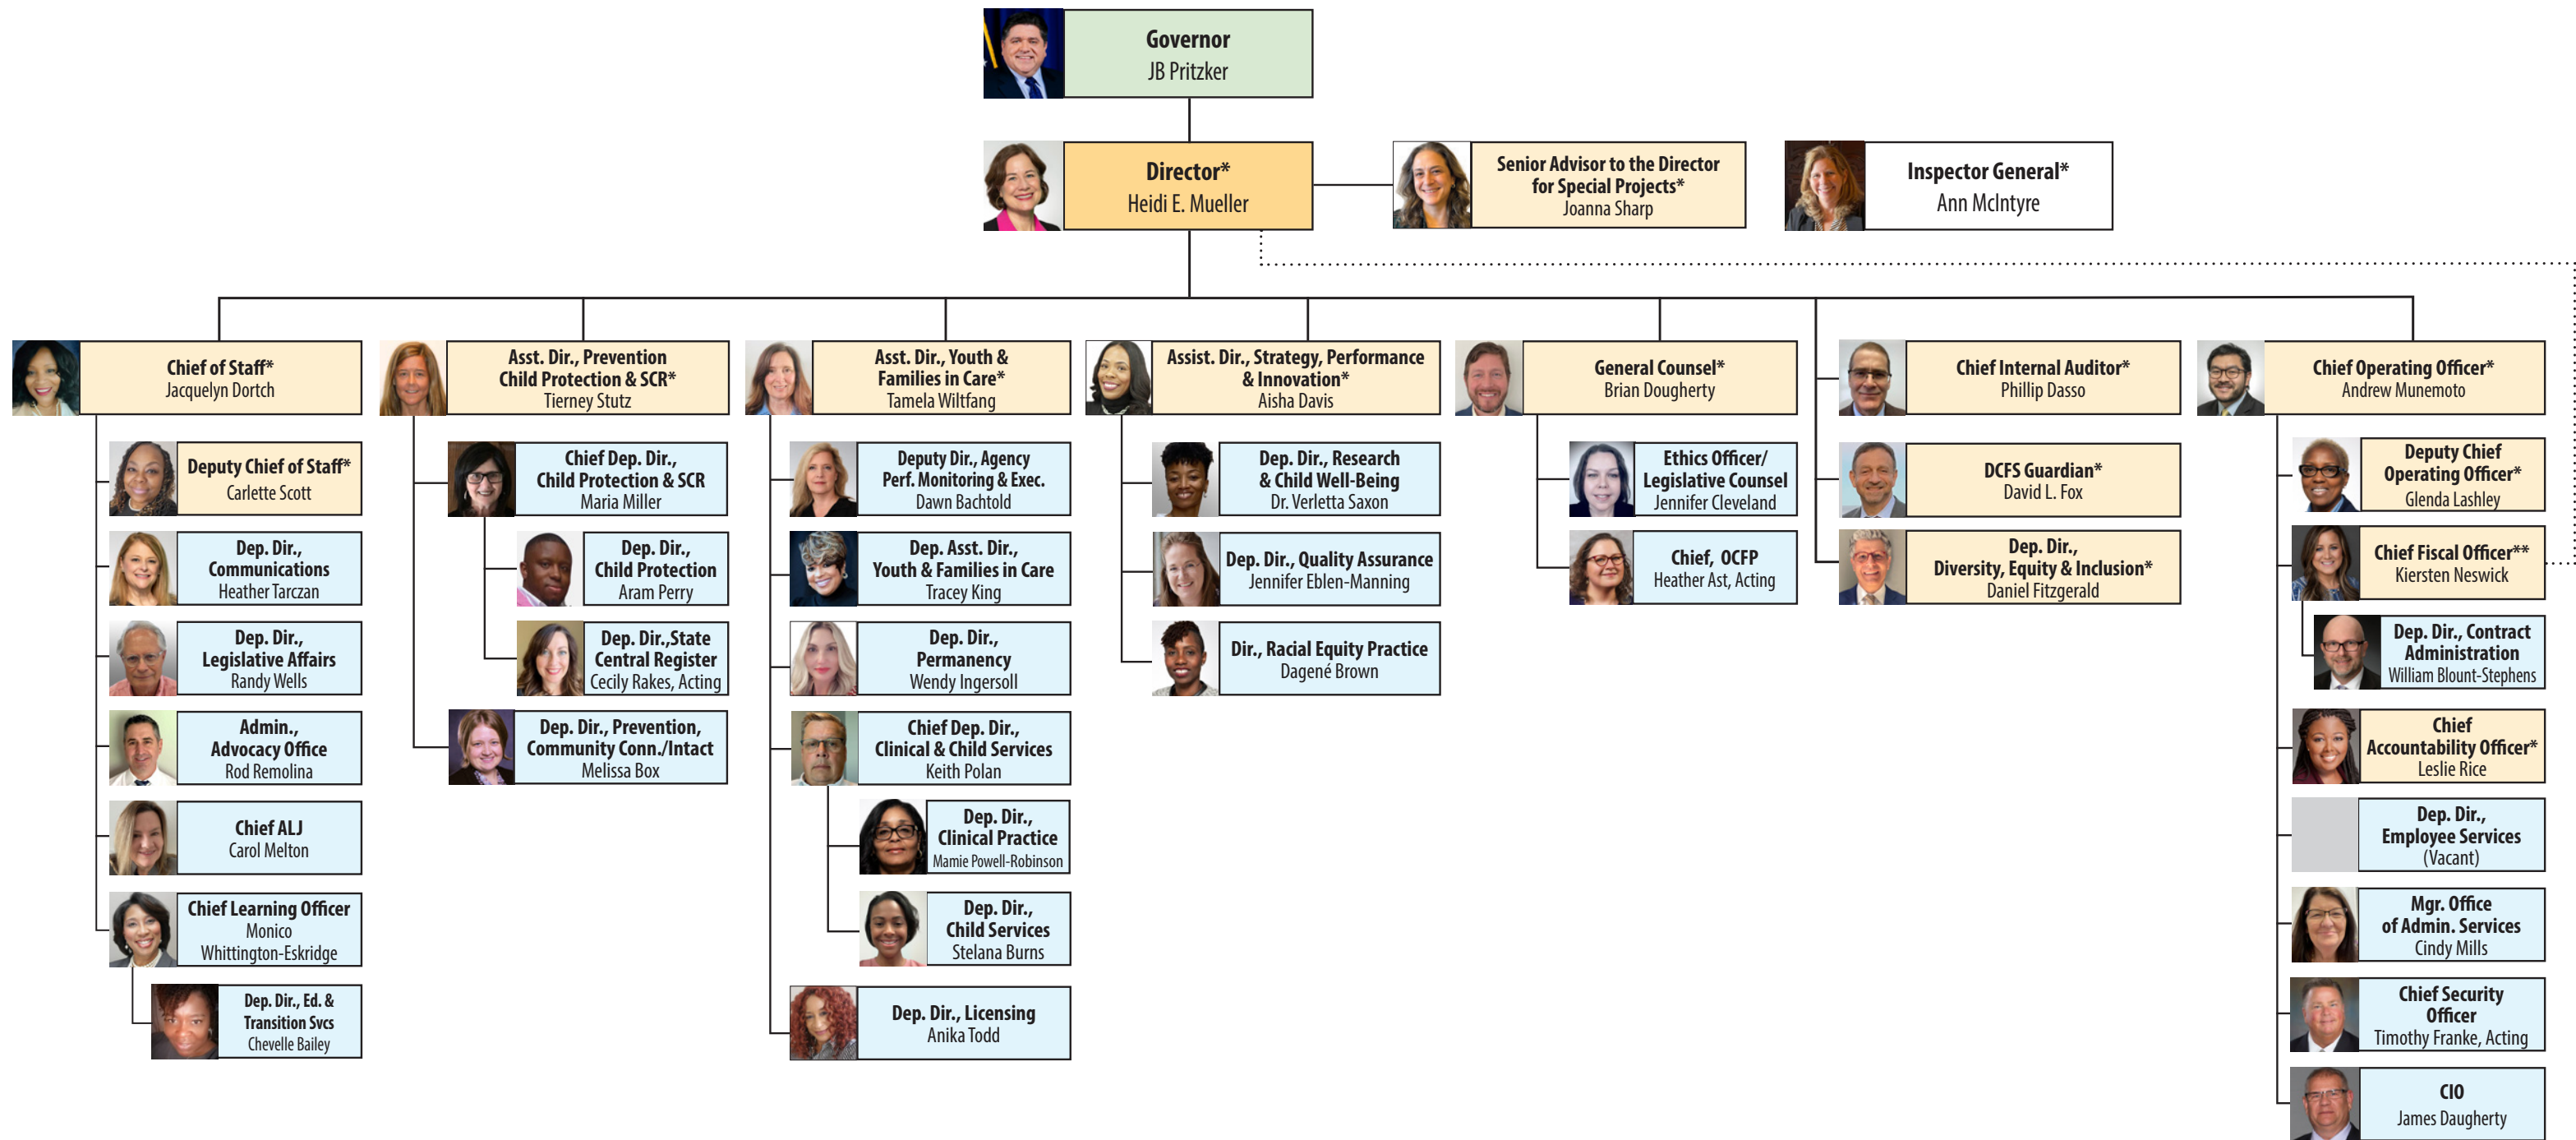 Governor
JB Pritzker
Director*
Heidi E. Mueller
Senior Advisor to the Director
for Special Projects*
Joanna Sharp
Inspector General*
Ann McIntyre
Chief of Staff*
Jacquelyn Dortch
Deputy Chief of Staff*
Carlette Scott
Dep. Dir.,
Communications
Heather Tarczan
Dep. Dir.,
Legislative Affairs
Randy Wells
Admin.,
Advocacy Office
Rod Remolina
Chief ALJ
Carol Melton
Chief Learning Officer
Monico
Whittington-Eskridge
Dep. Dir., Ed. &
Transition Svcs
Chevelle Bailey
Asst. Dir., Prevention
Child Protection & SCR*
Tierney Stutz
Chief Dep. Dir.,
Child Protection & SCR
Maria Miller
Dep. Dir.,
Child Protection
Aram Perry
Dep. Dir.,State
Central Register
Cecily Rakes, Acting
Dep. Dir., Prevention,
Community Conn./Intact
Melissa Box
Asst. Dir., Youth &
Families in Care*
Tamela Wiltfang
Deputy Dir., Agency
Perf. Monitoring & Exec.
Dawn Bachtold
Dep. Asst. Dir.,
Youth & Families in Care
Tracey King
Dep. Dir.,
Permanency
Wendy Ingersoll
Chief Dep. Dir.,
Clinical & Child Services
Keith Polan
Dep. Dir.,
Clinical Practice
Mamie Powell-Robinson
Dep. Dir.,
Child Services
Stelana Burns
Dep. Dir., Licensing
Anika Todd
Assist. Dir., Strategy, Performance
& Innovation*
Aisha Davis
Dep. Dir., Research
& Child Well-Being
Dr. Verletta Saxon
Dep. Dir., Quality Assurance
Jennifer Eblen-Manning
Dir., Racial Equity Practice
Dagené Brown
General Counsel*
Brian Dougherty
Ethics Officer/
Legislative Counsel
Jennifer Cleveland
Chief, OCFP
Heather Ast, Acting
Chief Internal Auditor*
Phillip Dasso
DCFS Guardian*
David L. Fox
Dep. Dir.,
Diversity, Equity & Inclusion*
Daniel Fitzgerald
Chief Operating Officer*
Andrew Munemoto
Deputy Chief
Operating Officer*
Glenda Lashley
Chief Fiscal Officer**
Kiersten Neswick
Dep. Dir., Contract
Administration
William Blount-Stephens
Chief
Accountability Officer*
Leslie Rice
Dep. Dir.,
Employee Services
(Vacant)
Mgr. Office
of Admin. Services
Cindy Mills
Chief Security
Officer
Timothy Franke, Acting
CIO
James Daugherty